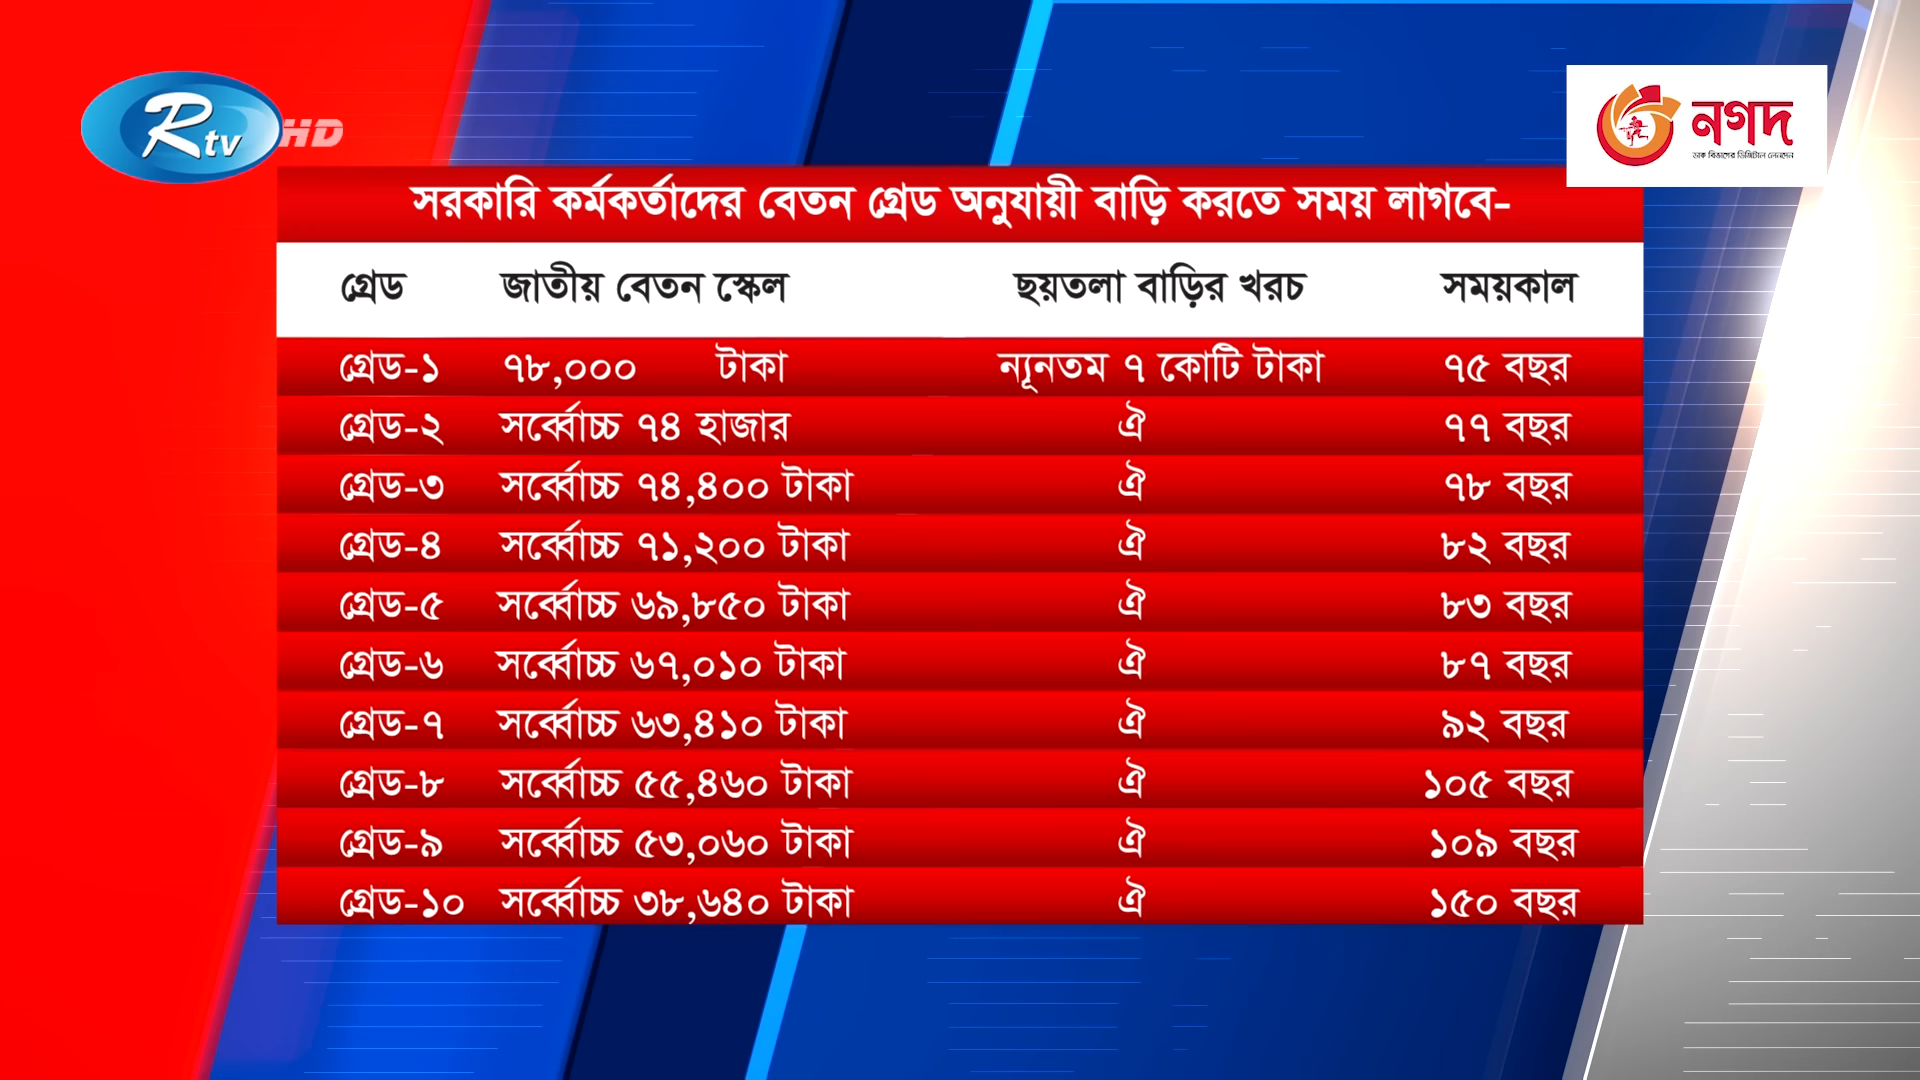 Rtv HD
নগদ
ডাক বিভাগের ডিজিটাল লেনদেন
সরকারি কর্মকর্তাদের বেতন গ্রেড অনুযায়ী বাড়ি করতে সময় লাগবে-
গ্রেড জাতীয় বেতন স্কেল ছয়তলা বাড়ির খরচ সময়কাল
গ্রেড-১ ৭৮,০০০ টাকা ন্যূনতম ৭ কোটি টাকা ৭৫ বছর
গ্রেড-২ সর্ব্বোচ্চ ৭৪ হাজার ঐ ৭৭ বছর
গ্রেড-৩ সর্ব্বোচ্চ ৭৪,৪০০ টাকা ঐ ৭৮ বছর
গ্রেড-৪ সর্ব্বোচ্চ ৭১,২০০ টাকা ঐ ৮২ বছর
গ্রেড-৫ সর্ব্বোচ্চ ৬৯,৮৫০ টাকা ঐ ৮৩ বছর
গ্রেড-৬ সর্ব্বোচ্চ ৬৭,০১০ টাকা ঐ ৮৭ বছর
গ্রেড-৭ সর্ব্বোচ্চ ৬৩,৪১০ টাকা ঐ ৯২ বছর
গ্রেড-৮ সর্ব্বোচ্চ ৫৫,৪৬০ টাকা ঐ ১০৫ বছর
গ্রেড-৯ সর্ব্বোচ্চ ৫৩,০৬০ টাকা ঐ ১০৯ বছর
গ্রেড-১০ সর্ব্বোচ্চ ৩৮,৬৪০ টাকা ঐ ১৫০ বছর